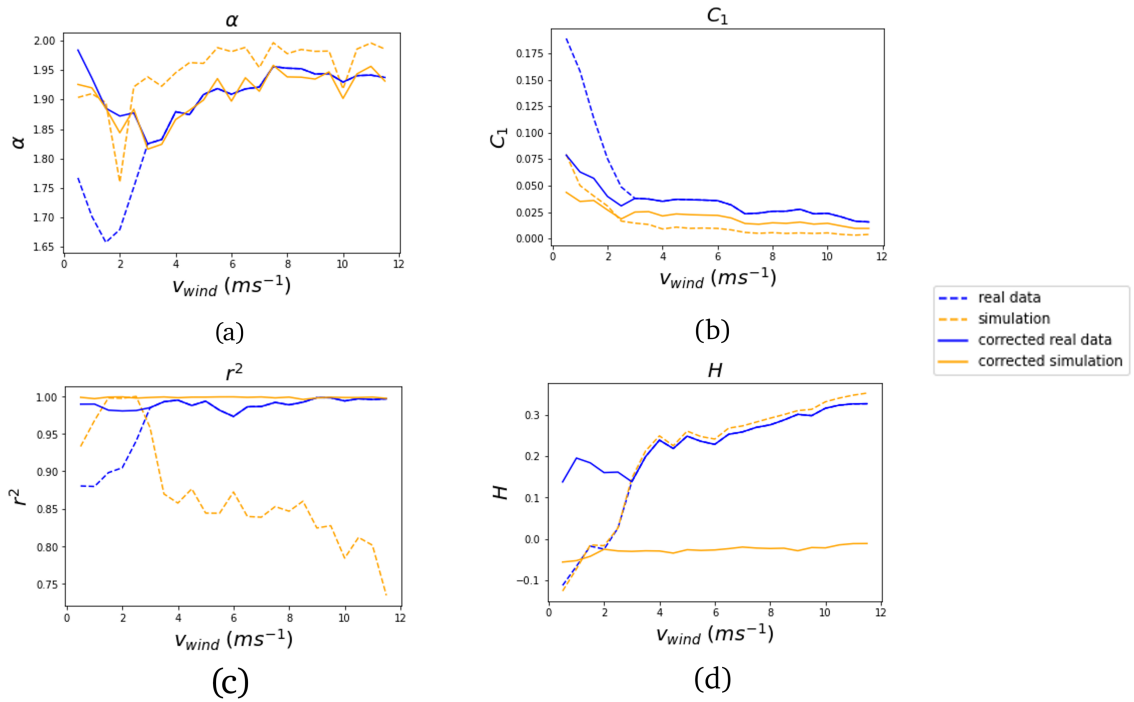 α
α
2.00
1.95
1.90
1.85
1.80
1.75
1.70
1.65
0 2 4 6 8 10 12
v_wind (ms⁻¹)
(a)
C₁
C₁
0.175
0.150
0.125
0.100
0.075
0.050
0.025
0.000
0 2 4 6 8 10 12
v_wind (ms⁻¹)
(b)
real data
simulation
corrected real data
corrected simulation
r²
r²
1.00
0.95
0.90
0.85
0.80
0.75
0 2 4 6 8 10 12
v_wind (ms⁻¹)
(c)
H
H
0.3
0.2
0.1
0.0
−0.1
0 2 4 6 8 10 12
v_wind (ms⁻¹)
(d)